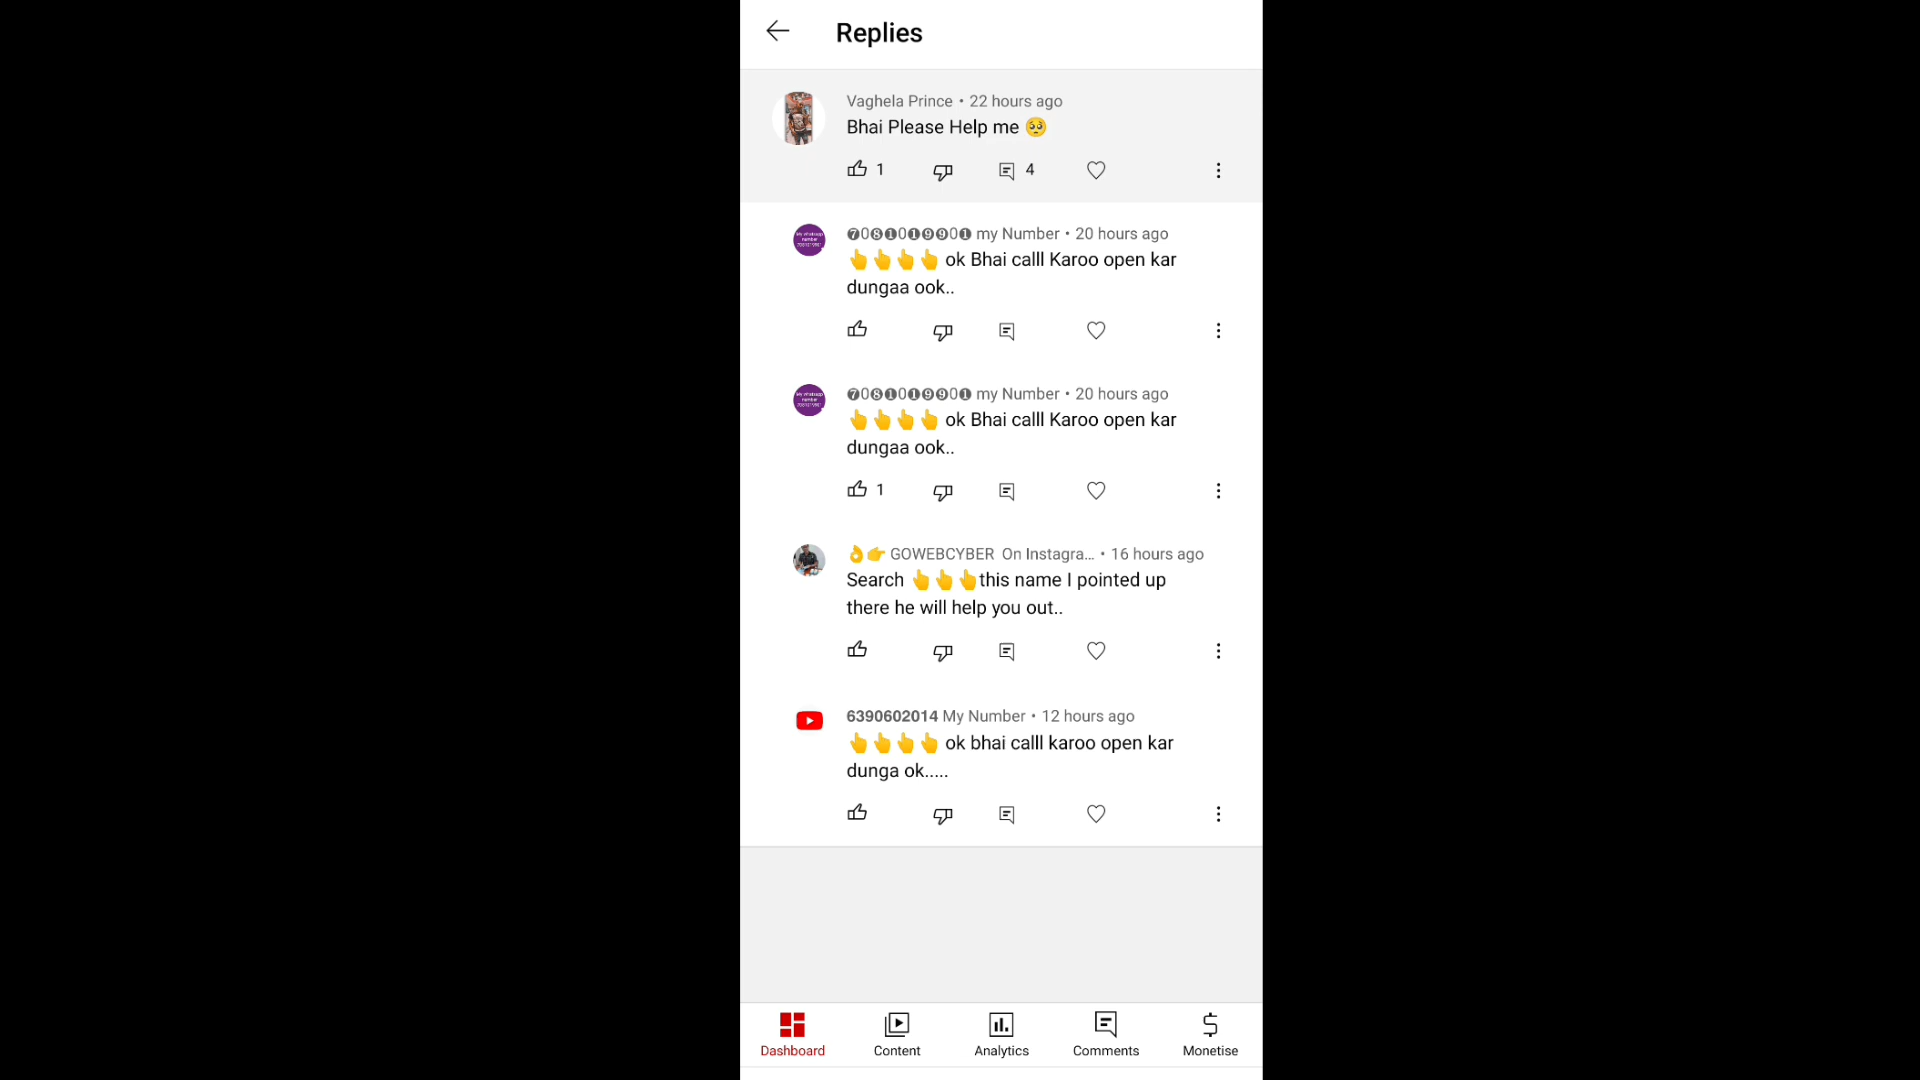 Replies
Vaghela Prince • 22 hours ago
Bhai Please Help me 🥺
1 4
❼0❽❶0❶❾❾0❶ my Number • 20 hours ago
👆👆👆👆 ok Bhai calll Karoo open kar
dungaa ook..
❼0❽❶0❶❾❾0❶ my Number • 20 hours ago
👆👆👆👆 ok Bhai calll Karoo open kar
dungaa ook..
1
👌👉 GOWEBCYBER On Instagra... • 16 hours ago
Search 👆👆👆this name I pointed up
there he will help you out..
6390602014 My Number • 12 hours ago
👆👆👆👆 ok bhai calll karoo open kar
dunga ok.....
Dashboard Content Analytics Comments Monetise